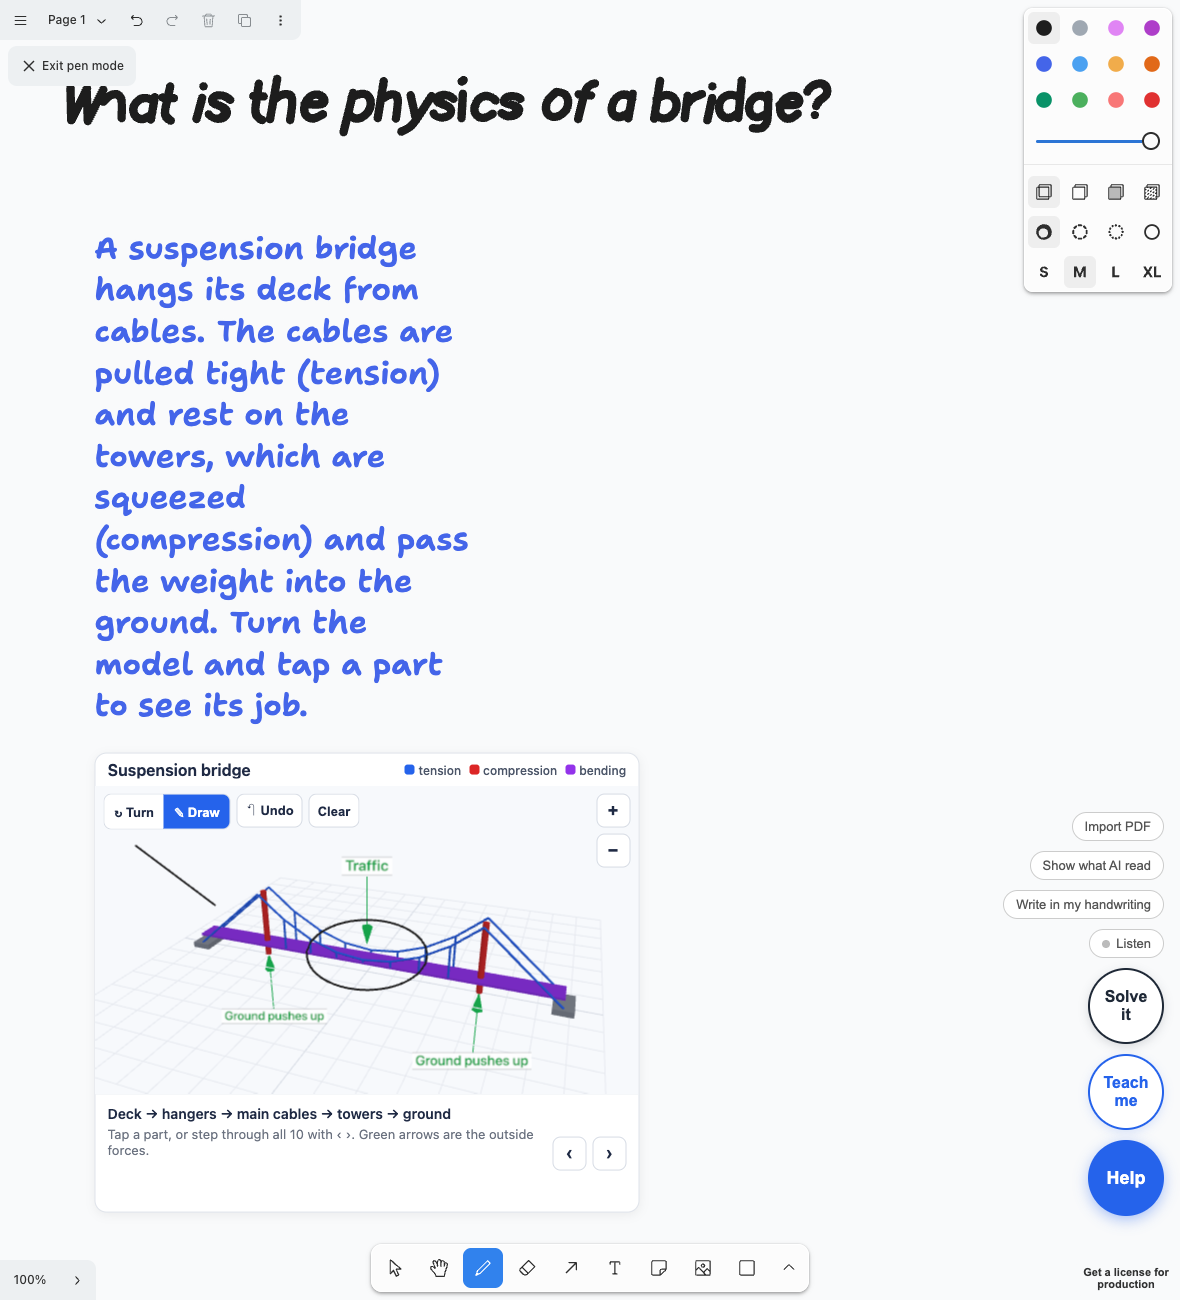 Page 1
Exit pen mode
What is the physics of a bridge?
A suspension bridge
hangs its deck from
cables. The cables are
pulled tight (tension)
and rest on the
towers, which are
squeezed
(compression) and pass
the weight into the
ground. Turn the
model and tap a part
to see its job.
Suspension bridge
tension compression bending
↻ Turn ✎ Draw Undo Clear
+
−
Traffic
Ground pushes up
Ground pushes up
Deck → hangers → main cables → towers → ground
Tap a part, or step through all 10 with ‹ ›. Green arrows are the outside
forces.
‹ ›
S M L XL
Import PDF
Show what AI read
Write in my handwriting
Listen
Solve
it
Teach
me
Help
T
100%
Get a license for
production